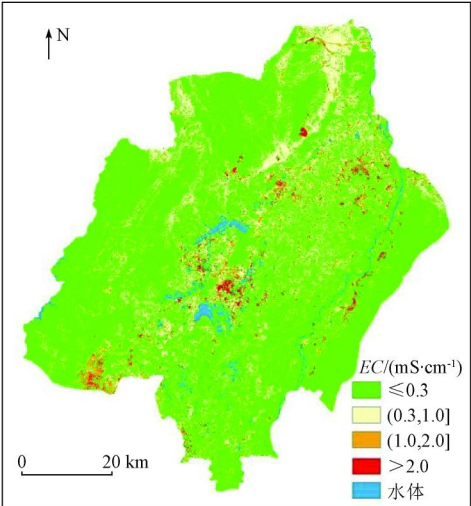 N
EC/(mS·cm⁻¹)
≤0.3
(0.3,1.0]
(1.0,2.0]
>2.0
水体
0 20 km